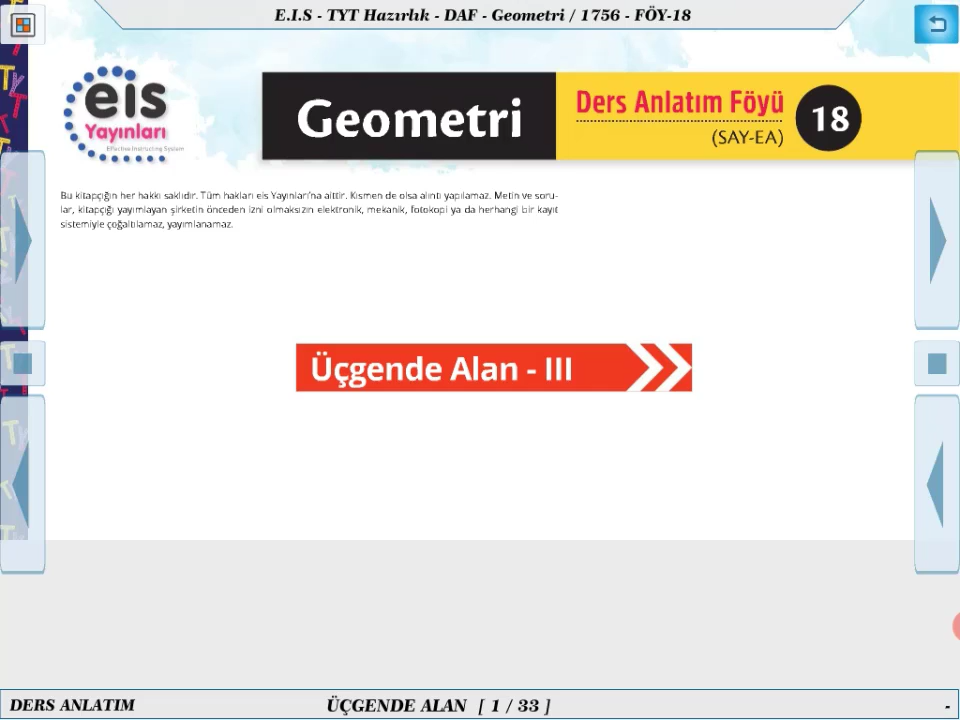 E.I.S - TYT Hazırlık - DAF - Geometri / 1756 - FÖY-18
eis
Yayınları
Effective Instructing System
Geometri
Ders Anlatım Föyü
(SAY-EA)
18
Bu kitapçığın her hakkı saklıdır. Tüm hakları eis Yayınları'na aittir. Kısmen de olsa alıntı yapılamaz. Metin ve soru-
lar, kitapçığı yayımlayan şirketin önceden izni olmaksızın elektronik, mekanik, fotokopi ya da herhangi bir kayıt
sistemiyle çoğaltılamaz, yayımlanamaz.
Üçgende Alan - III
DERS ANLATIM
ÜÇGENDE ALAN [ 1 / 33 ]
-